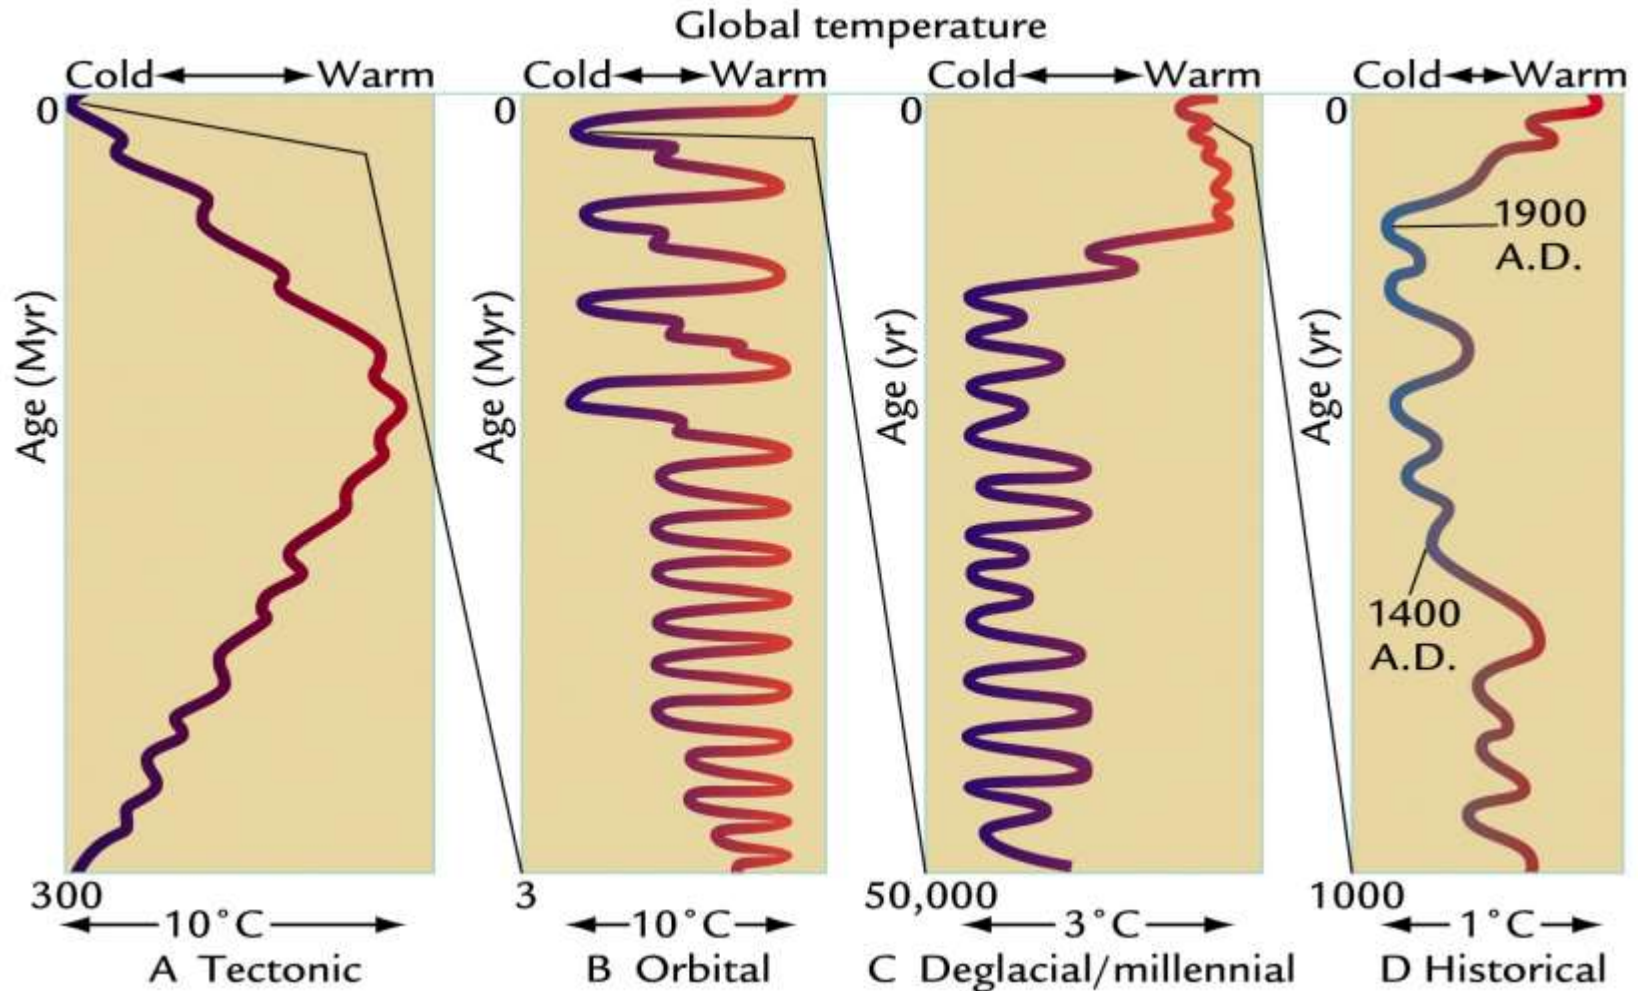 Global temperature
Cold Warm
Cold Warm
Cold Warm
Cold Warm
0
0
0
0
Age (Myr)
Age (Myr)
Age (yr)
Age (yr)
1900
A.D.
1400
A.D.
300
3
50,000
1000
10°C
10°C
3°C
1°C
A Tectonic
B Orbital
C Deglacial/millennial
D Historical